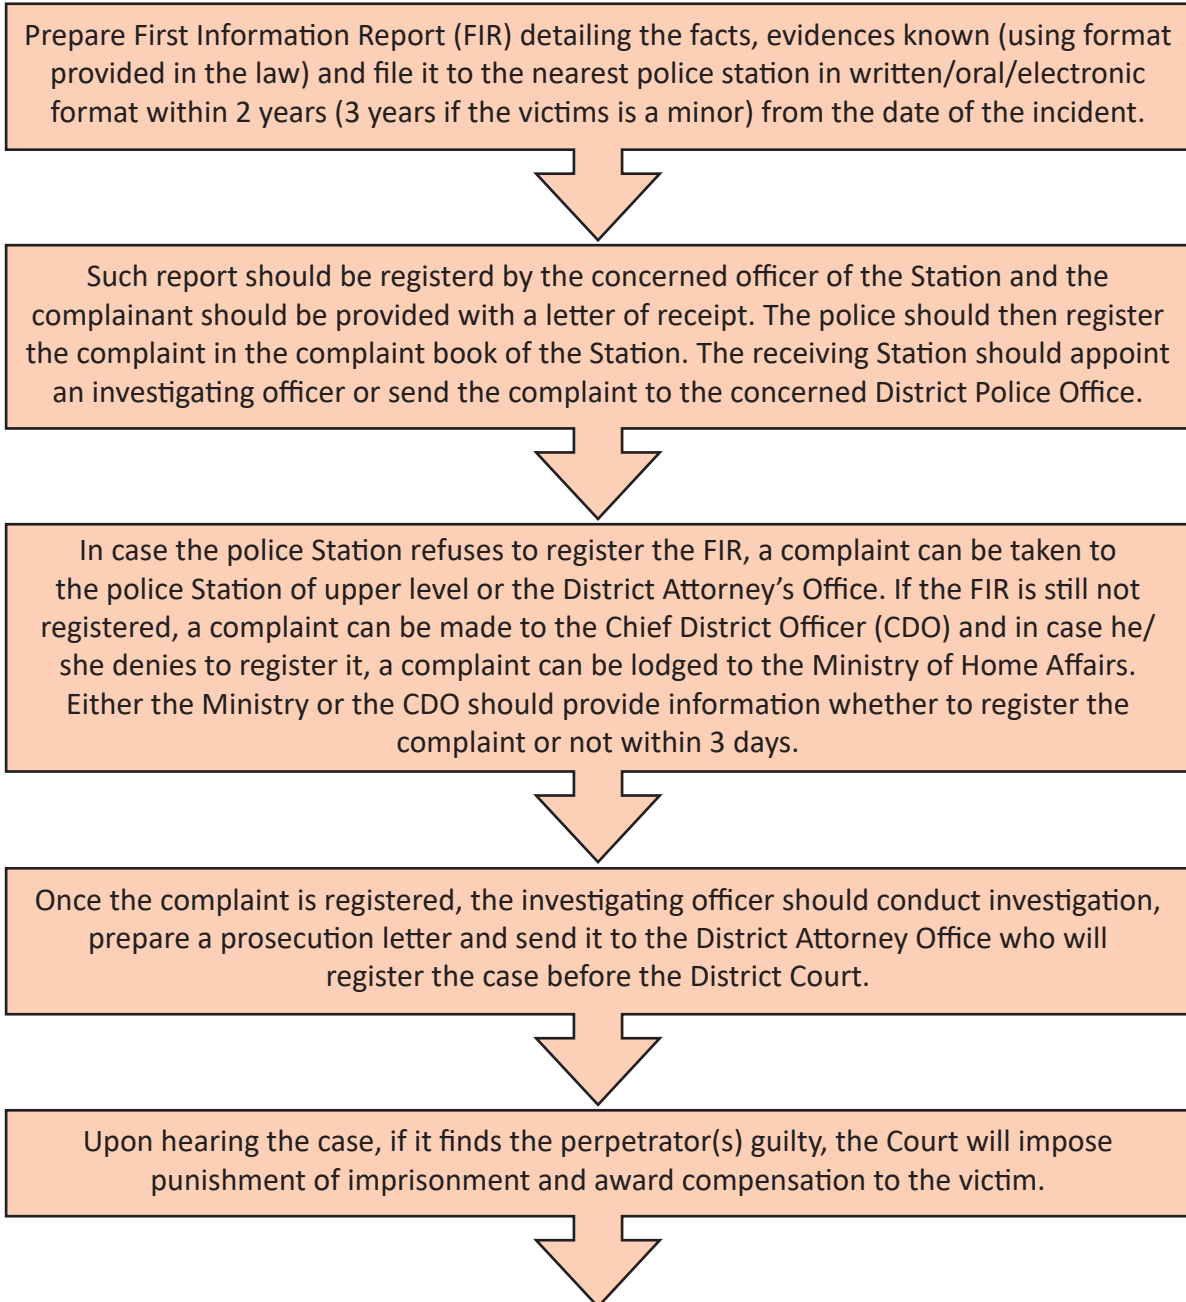 Prepare First Information Report (FIR) detailing the facts, evidences known (using format
provided in the law) and file it to the nearest police station in written/oral/electronic
format within 2 years (3 years if the victims is a minor) from the date of the incident.
Such report should be registerd by the concerned officer of the Station and the
complainant should be provided with a letter of receipt. The police should then register
the complaint in the complaint book of the Station. The receiving Station should appoint
an investigating officer or send the complaint to the concerned District Police Office.
In case the police Station refuses to register the FIR, a complaint can be taken to
the police Station of upper level or the District Attorney’s Office. If the FIR is still not
registered, a complaint can be made to the Chief District Officer (CDO) and in case he/
she denies to register it, a complaint can be lodged to the Ministry of Home Affairs.
Either the Ministry or the CDO should provide information whether to register the
complaint or not within 3 days.
Once the complaint is registered, the investigating officer should conduct investigation,
prepare a prosecution letter and send it to the District Attorney Office who will
register the case before the District Court.
Upon hearing the case, if it finds the perpetrator(s) guilty, the Court will impose
punishment of imprisonment and award compensation to the victim.